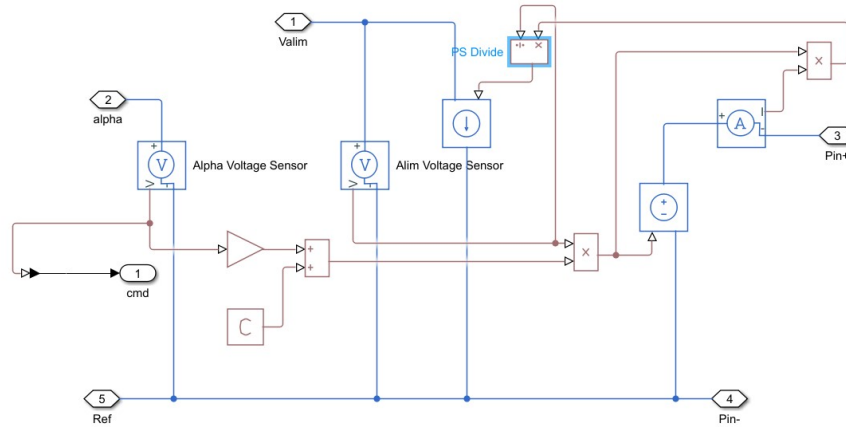 1
Valim
PS Divide
÷ ×
×
2
alpha
+
A
I
-
3
Pin+
+
V
V
Alpha Voltage Sensor
+
V
V
Alim Voltage Sensor
+
-
+
+
×
1
cmd
C
5
Ref
4
Pin-